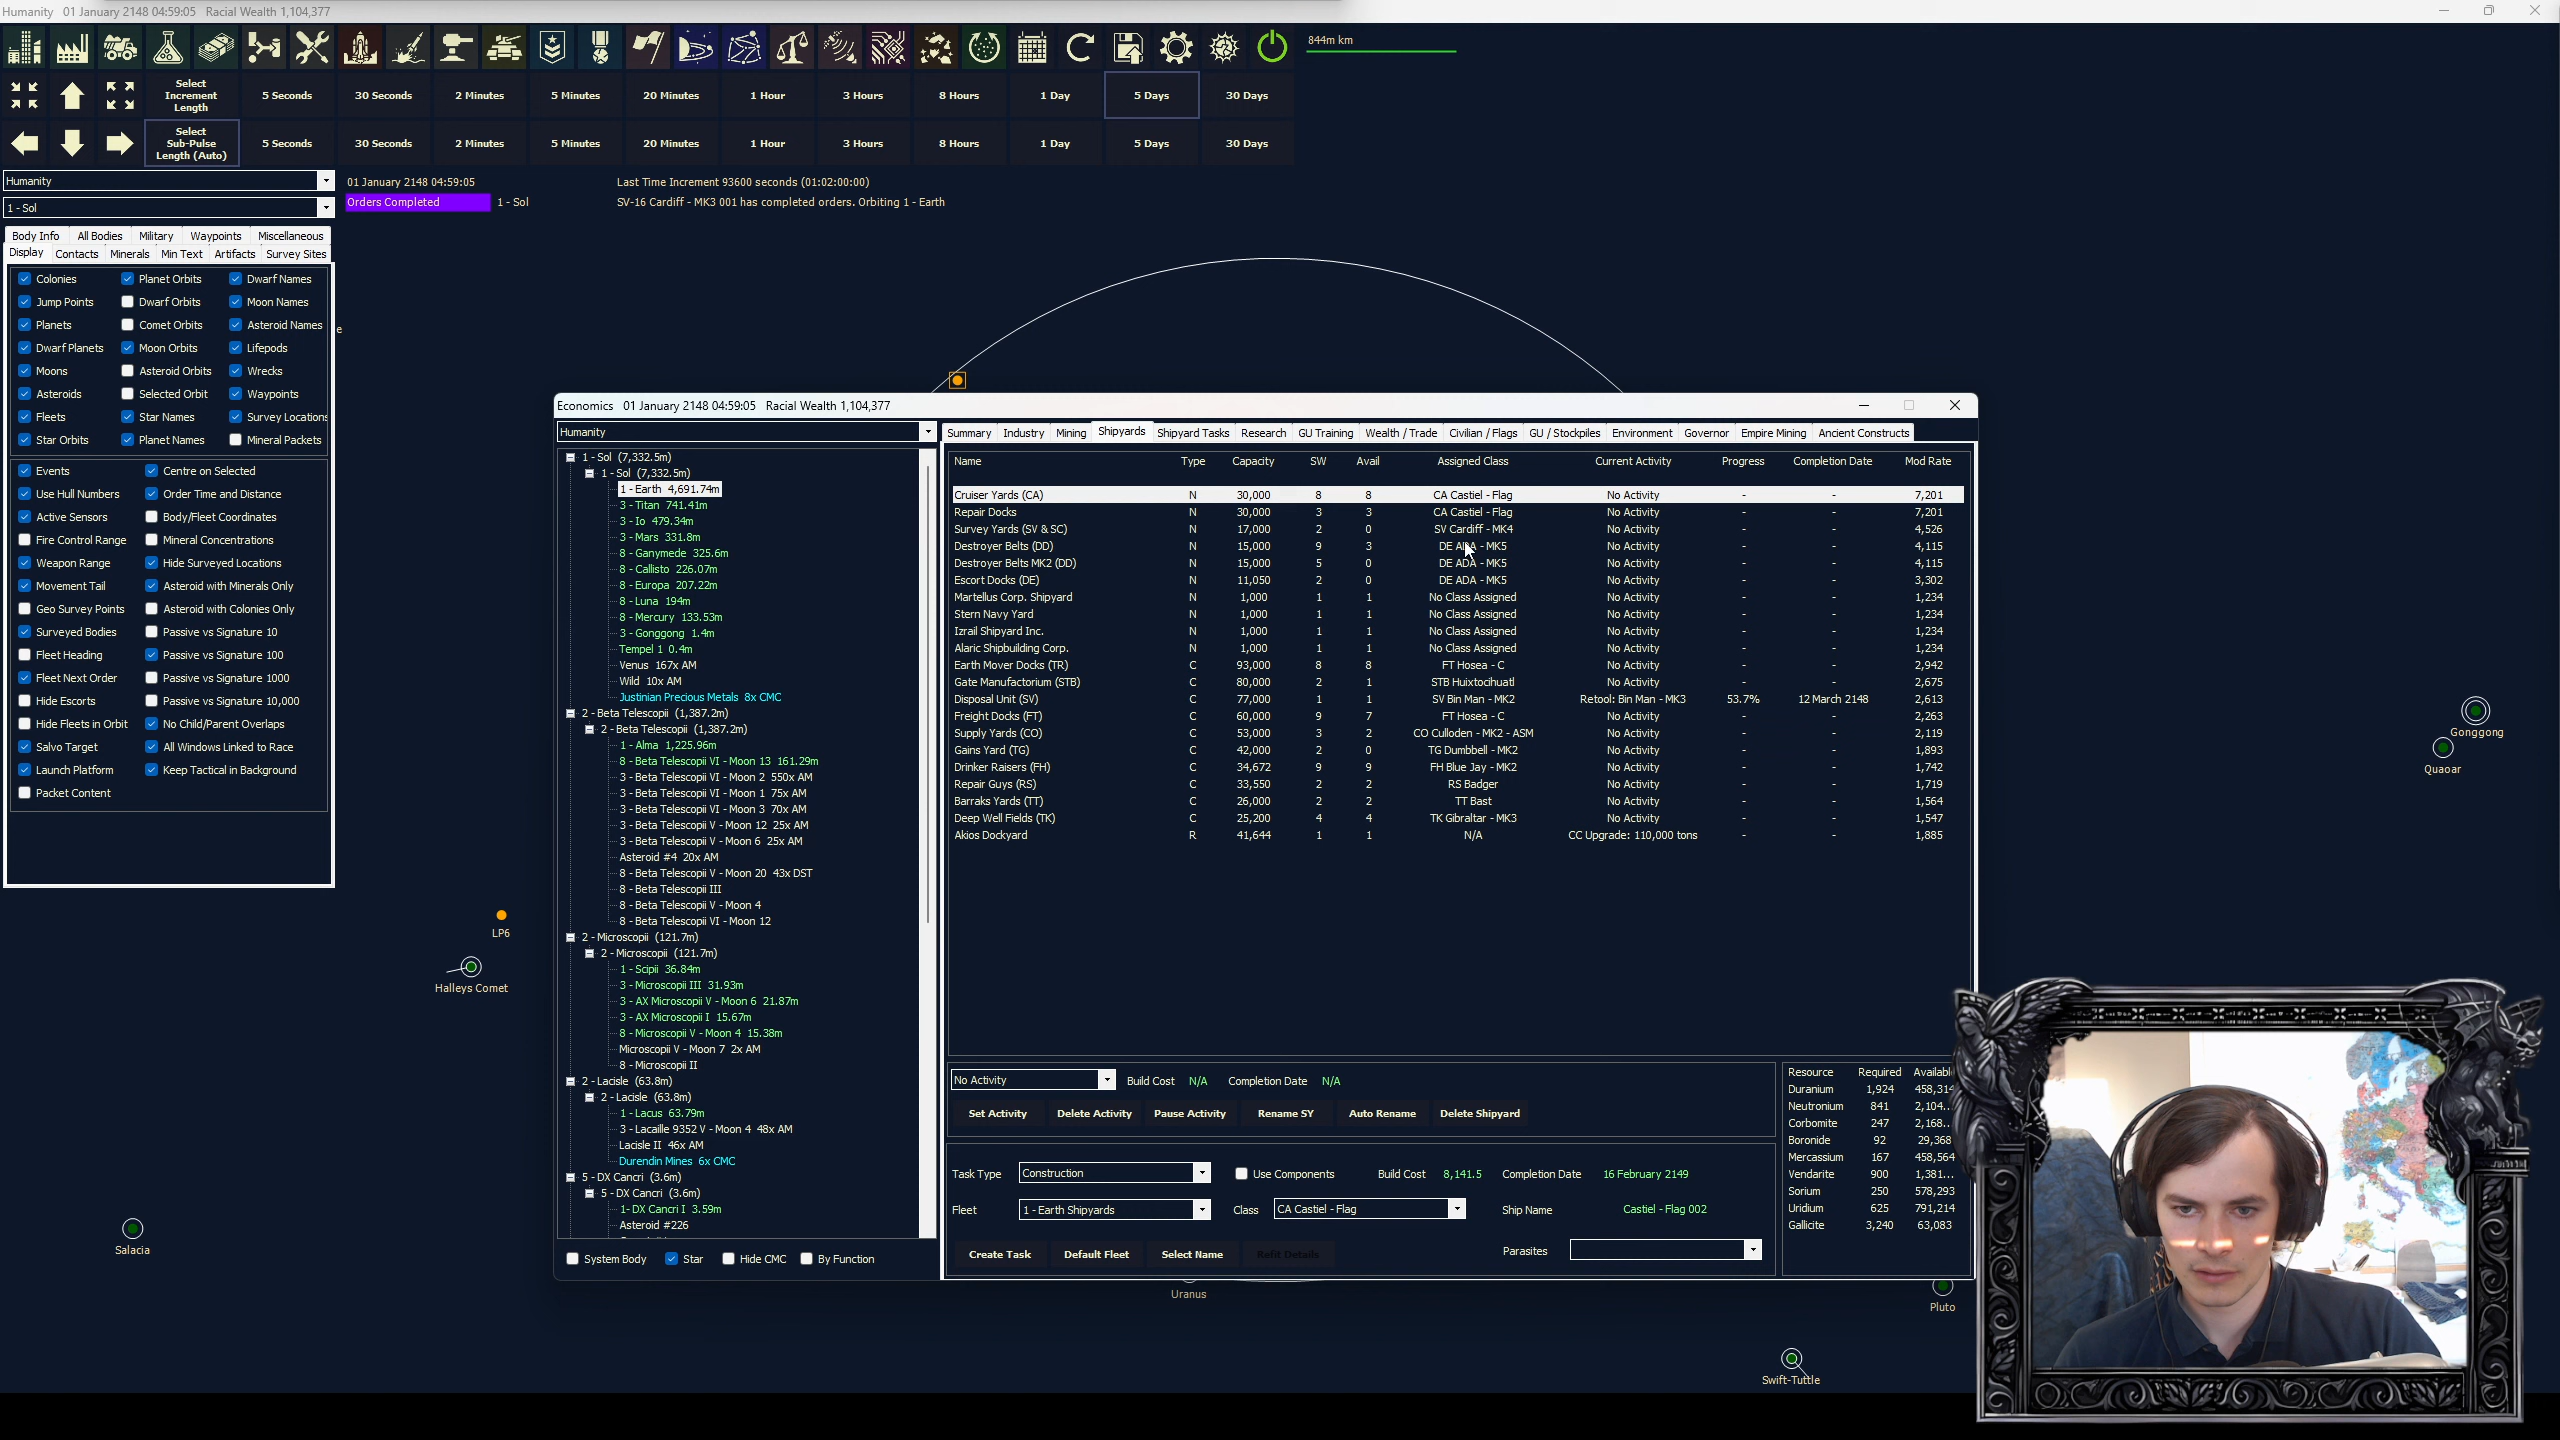 Humanity 01 January 2148 04:59:05 Racial Wealth 1,104,377
844m km
Select Increment Length 5 Seconds 30 Seconds 2 Minutes 5 Minutes 20 Minutes 1 Hour 3 Hours 8 Hours 1 Day 5 Days 30 Days
Select Sub-Pulse Length (Auto) 5 Seconds 30 Seconds 2 Minutes 5 Minutes 20 Minutes 1 Hour 3 Hours 8 Hours 1 Day 5 Days 30 Days
Humanity 01 January 2148 04:59:05 Last Time Increment 93600 seconds (01:02:00:00)
1 - Sol Orders Completed 1 - Sol SV-16 Cardiff - MK3 001 has completed orders. Orbiting 1 - Earth
Body Info All Bodies Military Waypoints Miscellaneous
Display Contacts Minerals Min Text Artifacts Survey Sites
Colonies Planet Orbits Dwarf Names
Jump Points Dwarf Orbits Moon Names
Planets Comet Orbits Asteroid Names
Dwarf Planets Moon Orbits Lifepods
Moons Asteroid Orbits Wrecks
Asteroids Selected Orbit Waypoints
Fleets Star Names Survey Locations
Star Orbits Planet Names Mineral Packets
Events Centre on Selected
Use Hull Numbers Order Time and Distance
Active Sensors Body/Fleet Coordinates
Fire Control Range Mineral Concentrations
Weapon Range Hide Surveyed Locations
Movement Tail Asteroid with Minerals Only
Geo Survey Points Asteroid with Colonies Only
Surveyed Bodies Passive vs Signature 10
Fleet Heading Passive vs Signature 100
Fleet Next Order Passive vs Signature 1000
Hide Escorts Passive vs Signature 10,000
Hide Fleets in Orbit No Child/Parent Overlaps
Salvo Target All Windows Linked to Race
Launch Platform Keep Tactical in Background
Packet Content
e
LP6
Halleys Comet
Salacia
Economics 01 January 2148 04:59:05 Racial Wealth 1,104,377
Humanity
1 - Sol (7,332.5m)
1 - Sol (7,332.5m)
1 - Earth 4,691.74m
3 - Titan 741.41m
3 - Io 479.34m
3 - Mars 331.8m
8 - Ganymede 325.6m
8 - Callisto 226.07m
8 - Europa 207.22m
8 - Luna 194m
8 - Mercury 133.53m
3 - Gonggong 1.4m
Tempel 1 0.4m
Venus 167x AM
Wild 10x AM
Justinian Precious Metals 8x CMC
2 - Beta Telescopii (1,387.2m)
2 - Beta Telescopii (1,387.2m)
1 - Alma 1,225.96m
8 - Beta Telescopii VI - Moon 13 161.29m
3 - Beta Telescopii VI - Moon 2 550x AM
3 - Beta Telescopii VI - Moon 1 75x AM
3 - Beta Telescopii VI - Moon 3 70x AM
3 - Beta Telescopii V - Moon 12 25x AM
3 - Beta Telescopii V - Moon 6 25x AM
Asteroid #4 20x AM
8 - Beta Telescopii V - Moon 20 43x DST
8 - Beta Telescopii III
8 - Beta Telescopii V - Moon 4
8 - Beta Telescopii VI - Moon 12
2 - Microscopii (121.7m)
2 - Microscopii (121.7m)
1 - Scipii 36.84m
3 - Microscopii III 31.93m
3 - AX Microscopii V - Moon 6 21.87m
3 - AX Microscopii I 15.67m
8 - Microscopii V - Moon 4 15.38m
Microscopii V - Moon 7 2x AM
8 - Microscopii II
2 - Lacisle (63.8m)
2 - Lacisle (63.8m)
1 - Lacus 63.79m
3 - Lacaille 9352 V - Moon 4 48x AM
Lacisle II 46x AM
Durendin Mines 6x CMC
5 - DX Cancri (3.6m)
5 - DX Cancri (3.6m)
1- DX Cancri I 3.59m
Asteroid #226
System Body Star Hide CMC By Function
Summary Industry Mining Shipyards Shipyard Tasks Research GU Training Wealth / Trade Civilian / Flags GU / Stockpiles Environment Governor Empire Mining Ancient Constructs
Name Type Capacity SW Avail Assigned Class Current Activity Progress Completion Date Mod Rate
Cruiser Yards (CA) N 30,000 8 8 CA Castiel - Flag No Activity - - 7,201
Repair Docks N 30,000 3 3 CA Castiel - Flag No Activity - - 7,201
Survey Yards (SV & SC) N 17,000 2 0 SV Cardiff - MK4 No Activity - - 4,526
Destroyer Belts (DD) N 15,000 9 3 DE ADA - MK5 No Activity - - 4,115
Destroyer Belts MK2 (DD) N 15,000 5 0 DE ADA - MK5 No Activity - - 4,115
Escort Docks (DE) N 11,050 2 0 DE ADA - MK5 No Activity - - 3,302
Martellus Corp. Shipyard N 1,000 1 1 No Class Assigned No Activity - - 1,234
Stern Navy Yard N 1,000 1 1 No Class Assigned No Activity - - 1,234
Izrail Shipyard Inc. N 1,000 1 1 No Class Assigned No Activity - - 1,234
Alaric Shipbuilding Corp. N 1,000 1 1 No Class Assigned No Activity - - 1,234
Earth Mover Docks (TR) C 93,000 8 8 FT Hosea - C No Activity - - 2,942
Gate Manufactorium (STB) C 80,000 2 1 STB Huixtocihuatl No Activity - - 2,675
Disposal Unit (SV) C 77,000 1 1 SV Bin Man - MK2 Retool: Bin Man - MK3 53.7% 12 March 2148 2,613
Freight Docks (FT) C 60,000 9 7 FT Hosea - C No Activity - - 2,263
Supply Yards (CO) C 53,000 3 2 CO Culloden - MK2 - ASM No Activity - - 2,119
Gains Yard (TG) C 42,000 2 0 TG Dumbbell - MK2 No Activity - - 1,893
Drinker Raisers (FH) C 34,672 9 9 FH Blue Jay - MK2 No Activity - - 1,742
Repair Guys (RS) C 33,550 2 2 RS Badger No Activity - - 1,719
Barraks Yards (TT) C 26,000 2 2 TT Bast No Activity - - 1,564
Deep Well Fields (TK) C 25,200 4 4 TK Gibraltar - MK3 No Activity - - 1,547
Akios Dockyard R 41,644 1 1 N/A CC Upgrade: 110,000 tons - - 1,885
No Activity Build Cost N/A Completion Date N/A
Set Activity Delete Activity Pause Activity Rename SY Auto Rename Delete Shipyard
Task Type Construction Use Components Build Cost 8,141.5 Completion Date 16 February 2149
Fleet 1 - Earth Shipyards Class CA Castiel - Flag Ship Name Castiel - Flag 002
Create Task Default Fleet Select Name Refit Details Parasites
Resource Required Availabl
Duranium 1,924 458,314
Neutronium 841 2,104...
Corbomite 247 2,168...
Boronide 92 29,368
Mercassium 167 458,564
Vendarite 900 1,381...
Sorium 250 578,293
Uridium 625 791,214
Gallicite 3,240 63,083
Gonggong
Quaoar
Uranus
Pluto
Swift-Tuttle